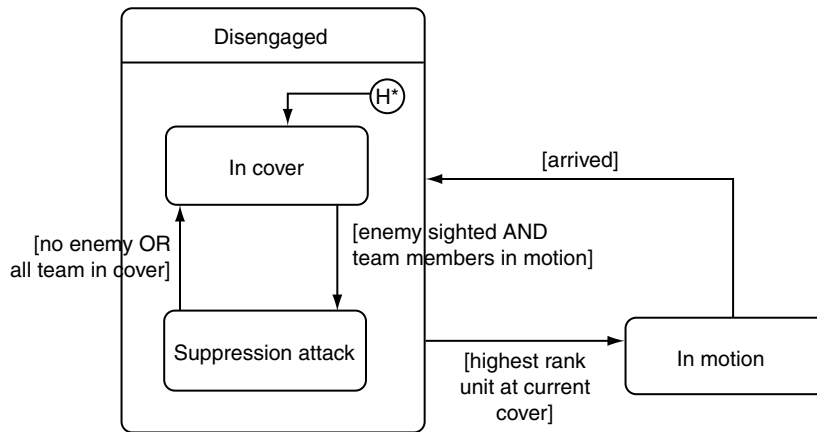 Disengaged
H*
In cover
[arrived]
[no enemy OR
all team in cover]
[enemy sighted AND
team members in motion]
Suppression attack
[highest rank
unit at current
cover]
In motion